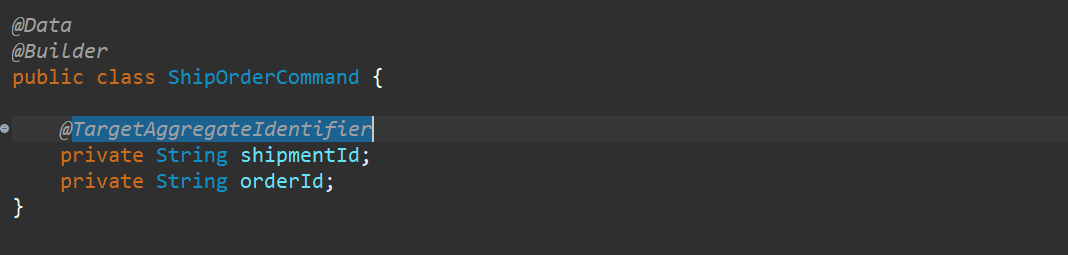 @Data
@Builder
public class ShipOrderCommand {
@TargetAggregateIdentifier
private String shipmentId;
private String orderId;
}